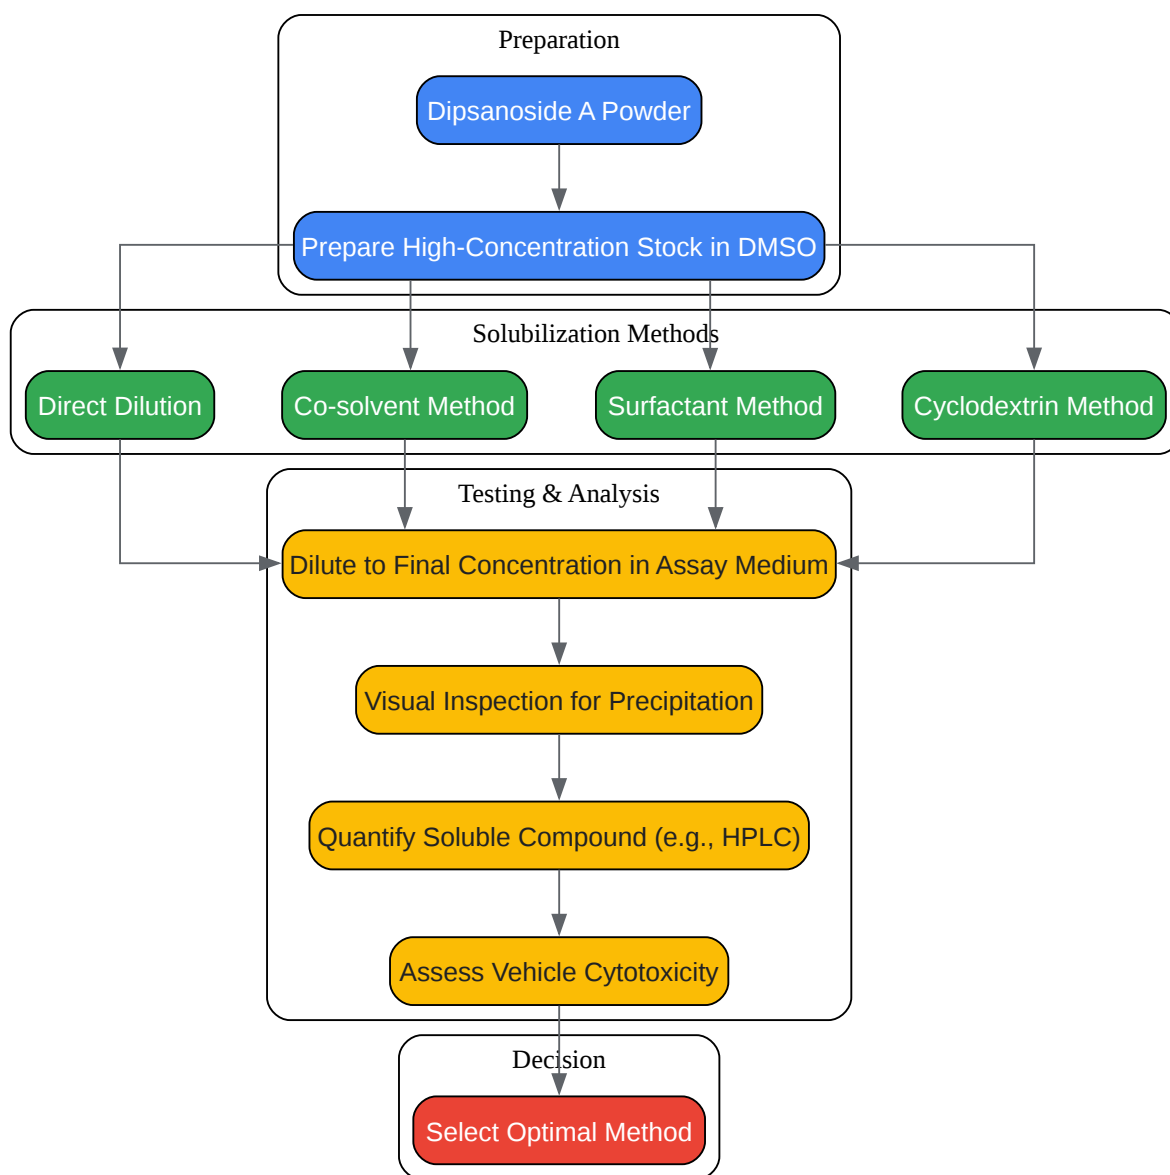 Preparation
Dipsanoside A Powder
Prepare High-Concentration Stock in DMSO
Solubilization Methods
Direct Dilution
Co-solvent Method
Surfactant Method
Cyclodextrin Method
Testing & Analysis
Dilute to Final Concentration in Assay Medium
Visual Inspection for Precipitation
Quantify Soluble Compound (e.g., HPLC)
Assess Vehicle Cytotoxicity
Decision
Select Optimal Method